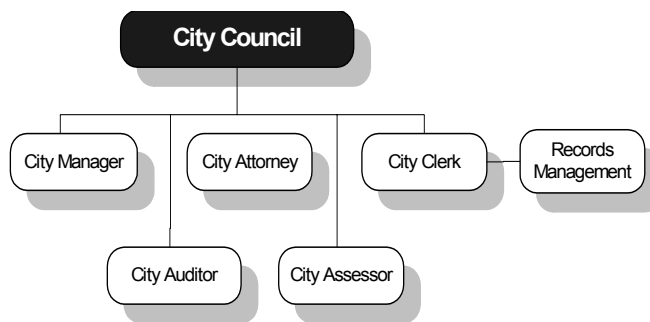 City Council
City Manager
City Attorney
City Clerk
Records
Management
City Auditor
City Assessor